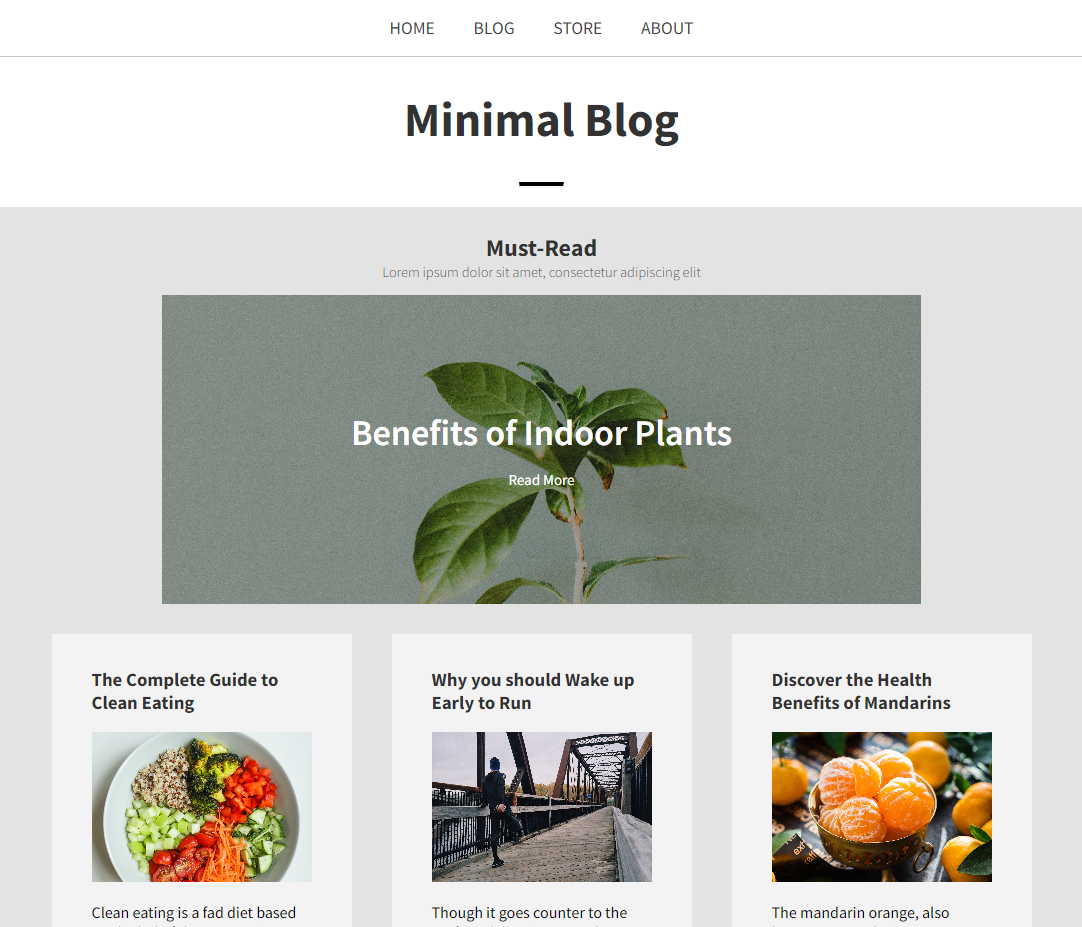 HOME BLOG STORE ABOUT
Minimal Blog
Must-Read
Lorem ipsum dolor sit amet, consectetur adipiscing elit
Benefits of Indoor Plants
Read More
The Complete Guide to
Clean Eating
Clean eating is a fad diet based
Why you should Wake up
Early to Run
Though it goes counter to the
Discover the Health
Benefits of Mandarins
The mandarin orange, also